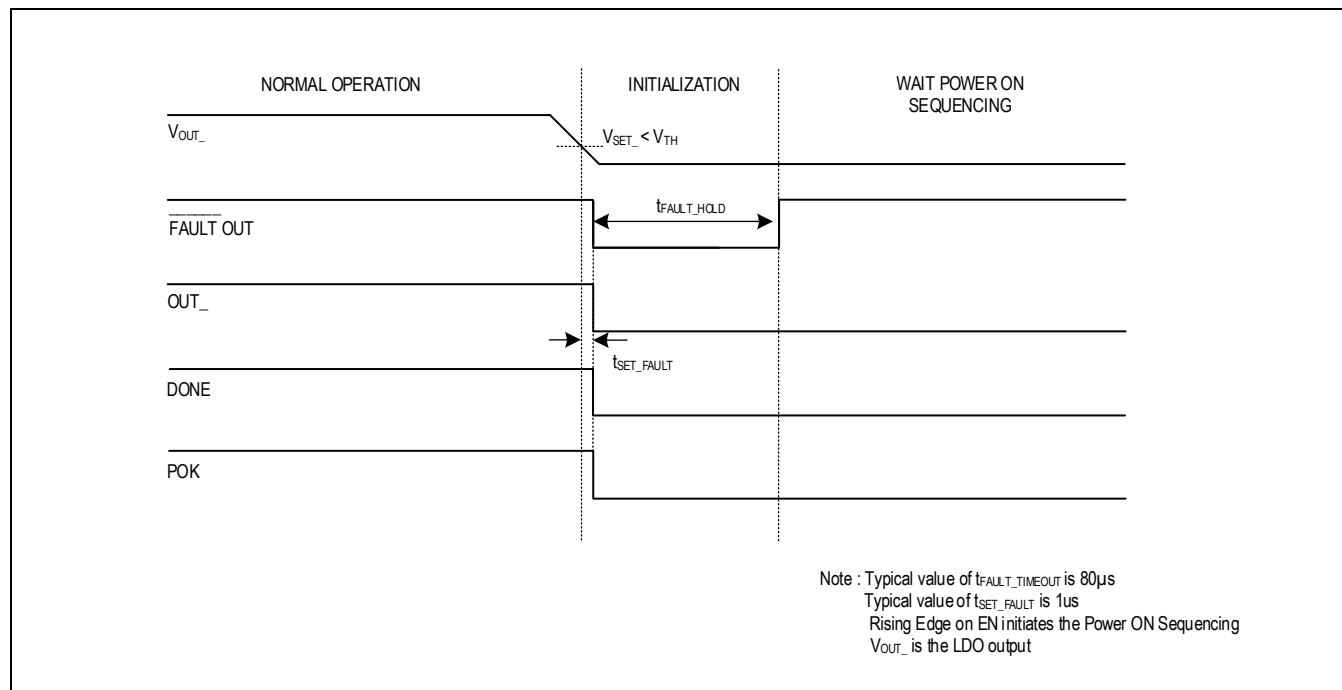 NORMAL OPERATION
INITIALIZATION
WAIT POWER ON
SEQUENCING
VOUT_
VSET_ < VTH
tFAULT_HOLD
FAULT OUT
OUT_
tSET_FAULT
DONE
POK
Note : Typical value of tFAULT_TIMEOUT is 80µs
Typical value of tSET_FAULT is 1us
Rising Edge on EN initiates the Power ON Sequencing
VOUT_ is the LDO output